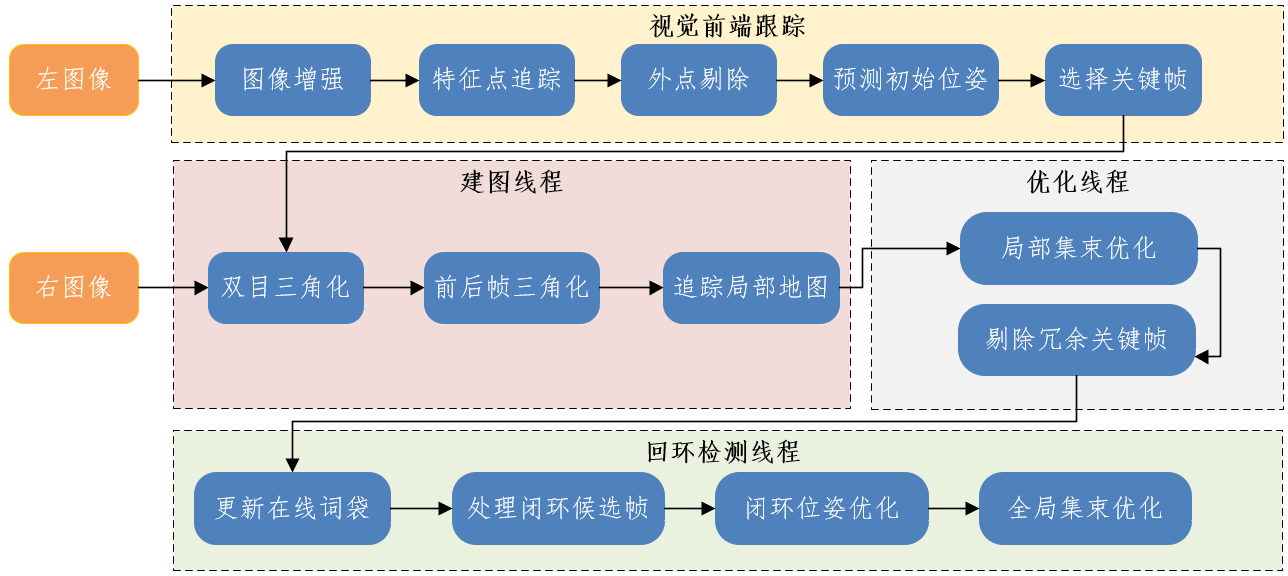 视觉前端跟踪
左图像
图像增强
特征点追踪
外点剔除
预测初始位姿
选择关键帧
建图线程
右图像
双目三角化
前后帧三角化
追踪局部地图
优化线程
局部集束优化
剔除冗余关键帧
回环检测线程
更新在线词袋
处理闭环候选帧
闭环位姿优化
全局集束优化